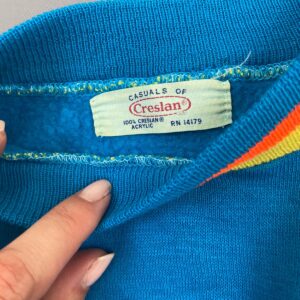 CASUALS OF
Creslan®
100% CRESLAN®
ACRYLIC RN 14179